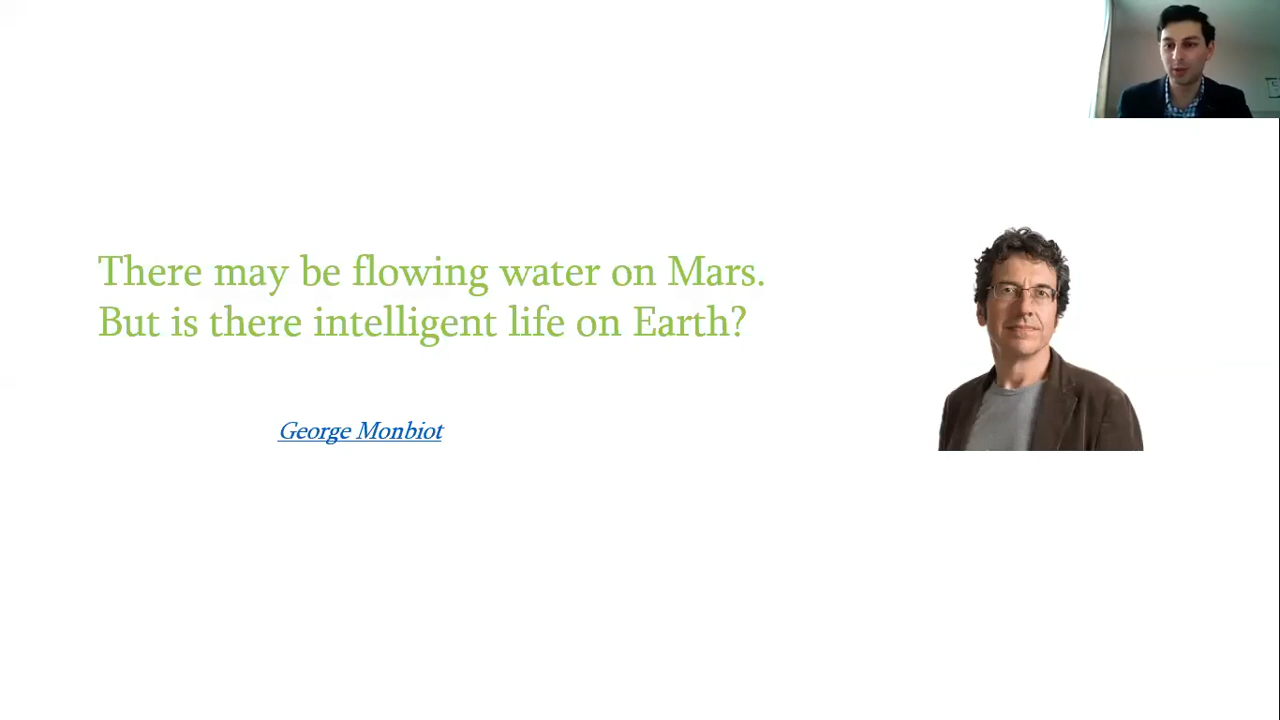 There may be flowing water on Mars.
But is there intelligent life on Earth?
George Monbiot